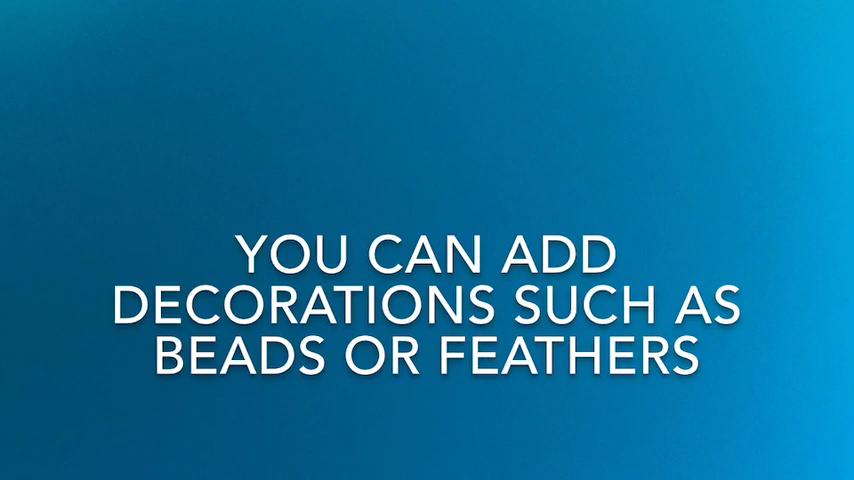 YOU CAN ADD
DECORATIONS SUCH AS
BEADS OR FEATHERS